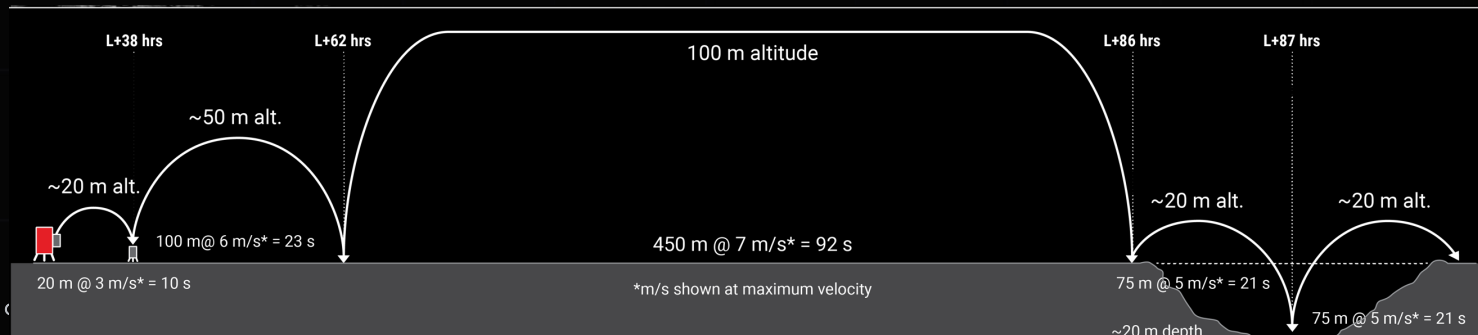 L+38 hrs
L+62 hrs
L+86 hrs
L+87 hrs
100 m altitude
~50 m alt.
~20 m alt.
~20 m alt.
~20 m alt.
100 m@ 6 m/s* = 23 s
450 m @ 7 m/s* = 92 s
20 m @ 3 m/s* = 10 s
*m/s shown at maximum velocity
75 m @ 5 m/s* = 21 s
75 m @ 5 m/s* = 21 s
~20 m depth